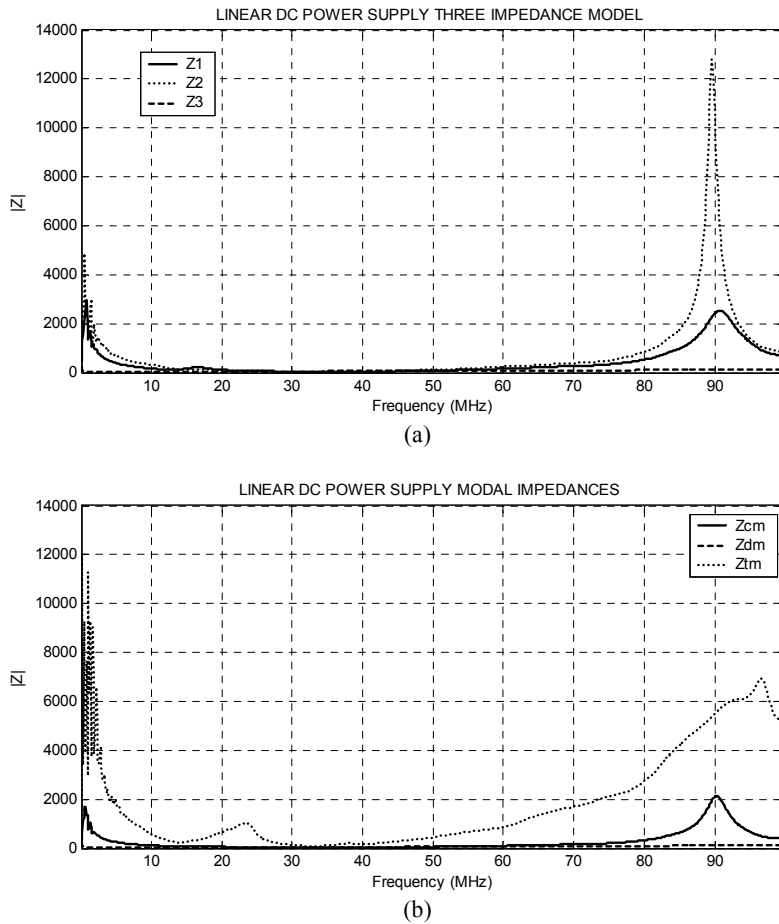 LINEAR DC POWER SUPPLY THREE IMPEDANCE MODEL
14000
12000
10000
8000
6000
4000
2000
0
|Z|
Z1
Z2
Z3
10 20 30 40 50 60 70 80 90
Frequency (MHz)
(a)
LINEAR DC POWER SUPPLY MODAL IMPEDANCES
14000
12000
10000
8000
6000
4000
2000
0
|Z|
Zcm
Zdm
Ztm
10 20 30 40 50 60 70 80 90
Frequency (MHz)
(b)